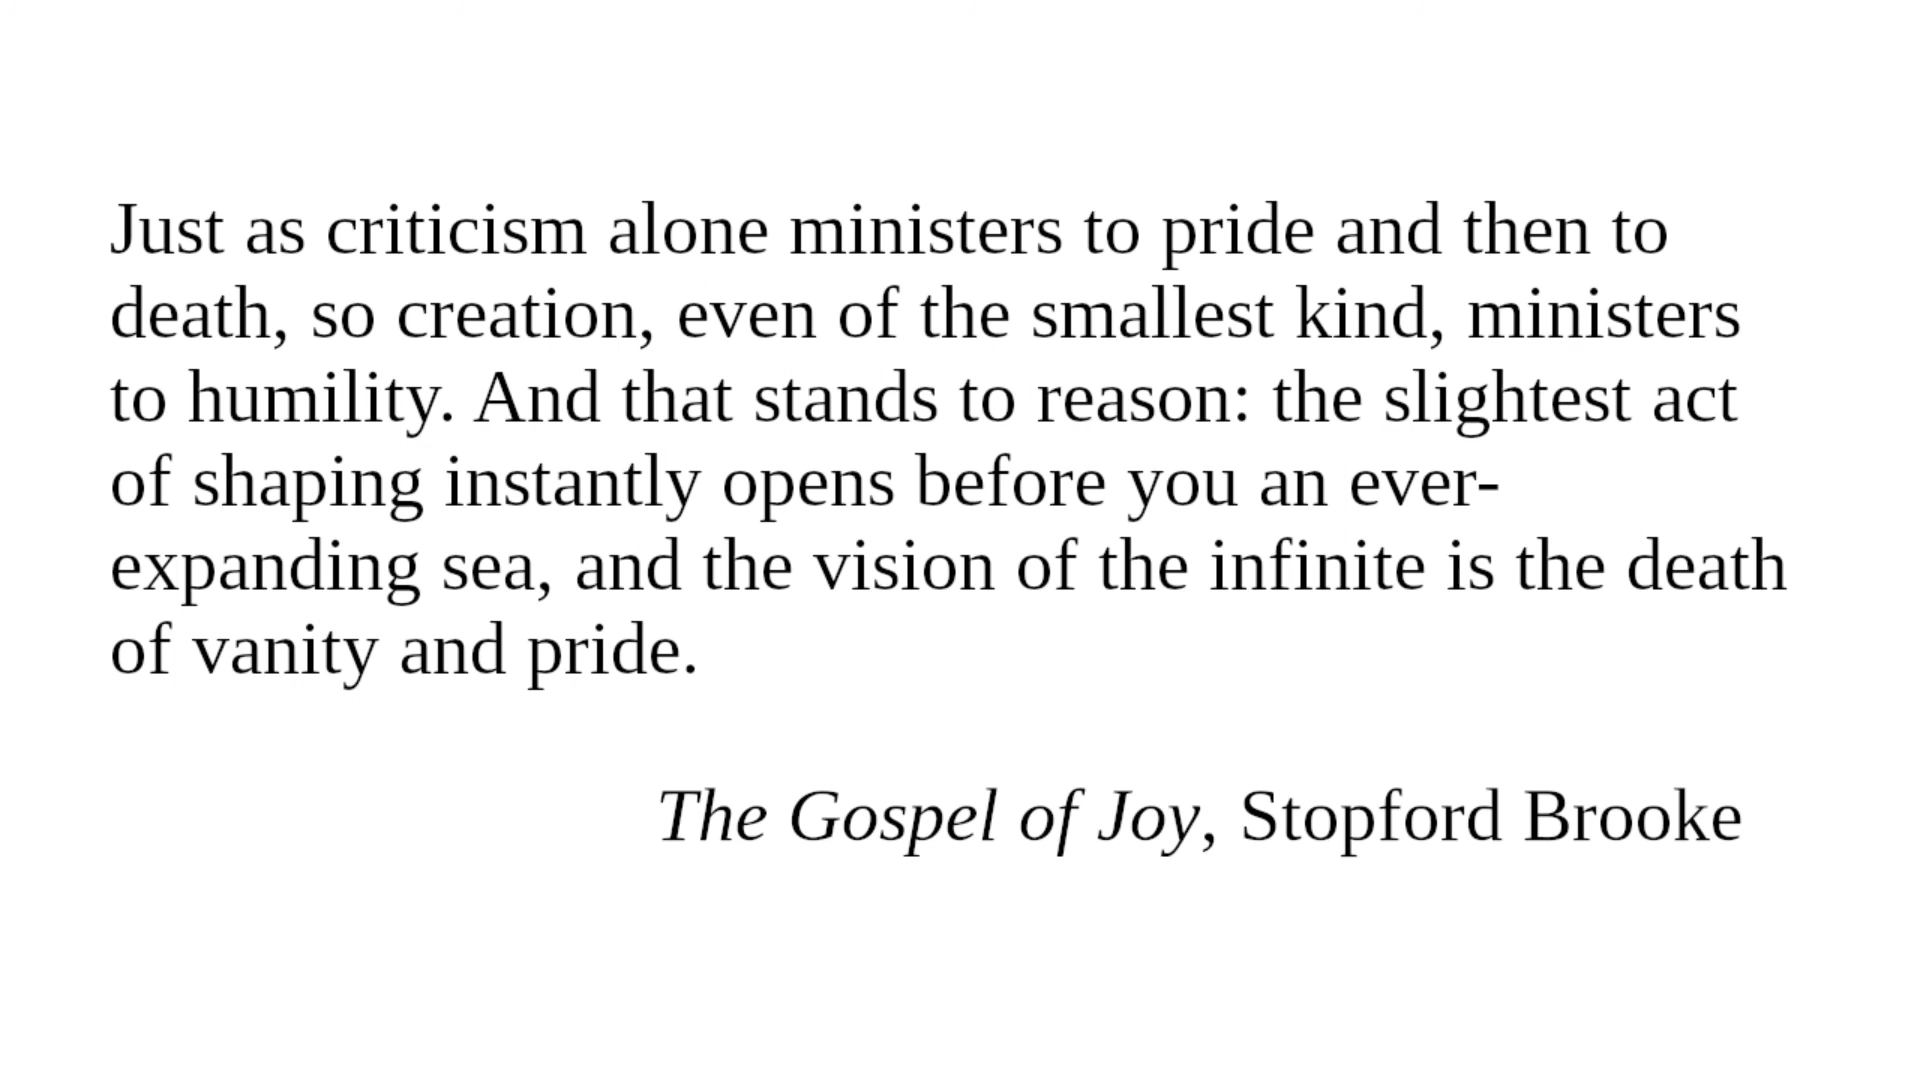 Just as criticism alone ministers to pride and then to
death, so creation, even of the smallest kind, ministers
to humility. And that stands to reason: the slightest act
of shaping instantly opens before you an ever-
expanding sea, and the vision of the infinite is the death
of vanity and pride.
The Gospel of Joy, Stopford Brooke